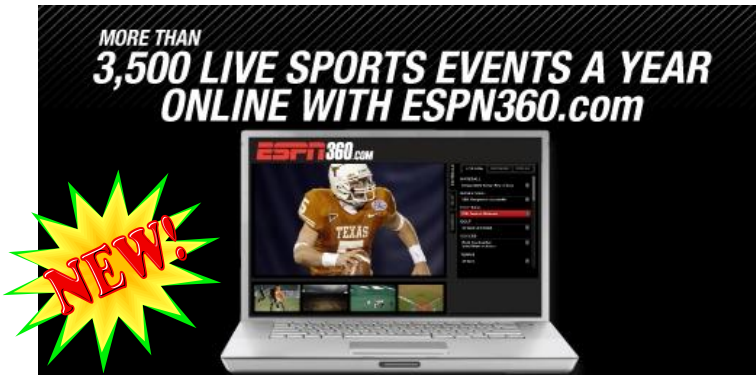 MORE THAN
3,500 LIVE SPORTS EVENTS A YEAR
ONLINE WITH ESPN360.com
ESPN360.COM
TEXAS
5
NEW!